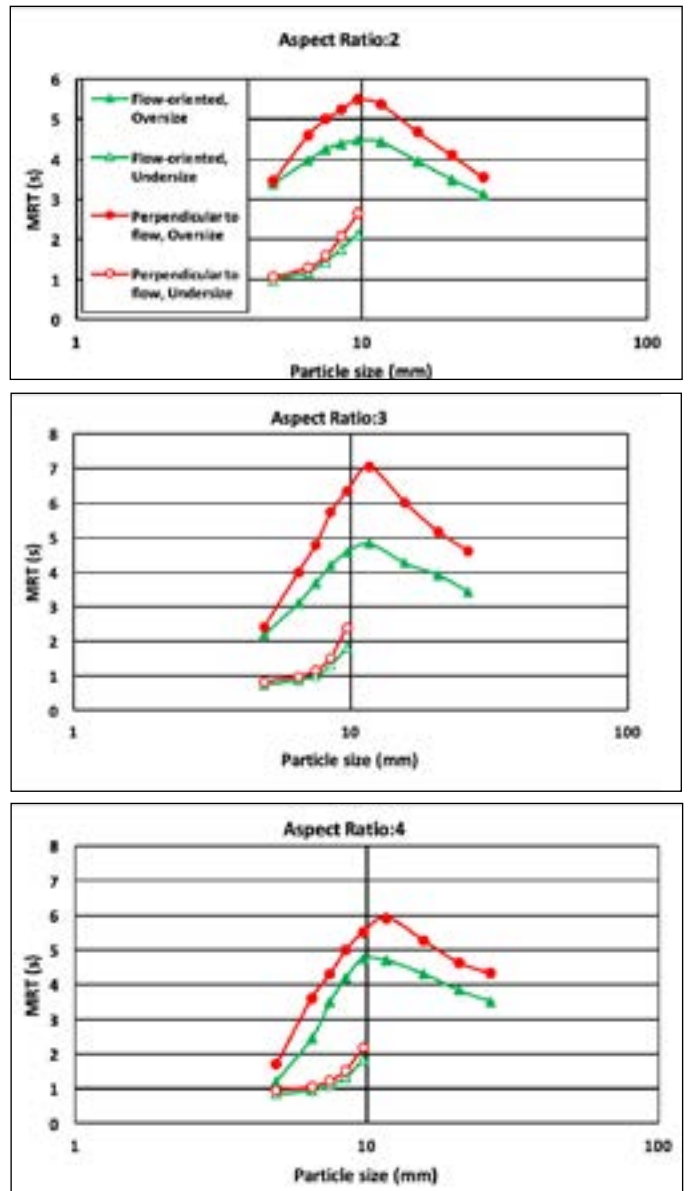 Aspect Ratio:2
6
5
4
3
2
1
0
MRT (s)
Flow-oriented,
Oversize
Flow-oriented,
Undersize
Perpendicular to
flow, Oversize
Perpendicular to
flow, Undersize
1
10
100
Particle size (mm)
Aspect Ratio:3
8
7
6
5
4
3
2
1
0
MRT (s)
1
10
100
Particle size (mm)
Aspect Ratio:4
8
7
6
5
4
3
2
1
0
MRT (s)
1
10
100
Particle size (mm)